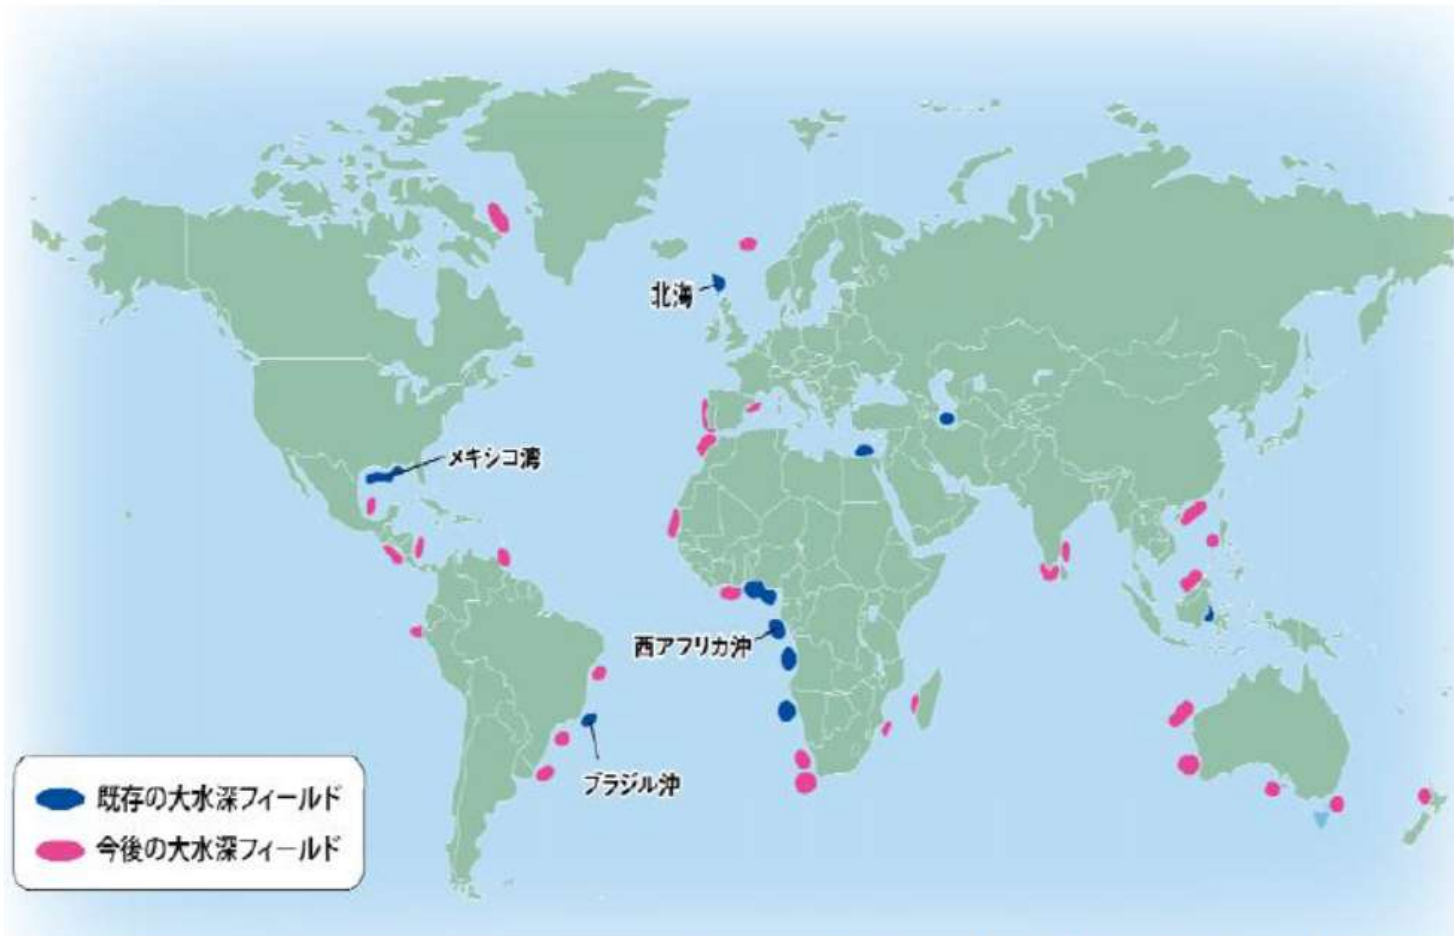 北海
メキシコ湾
西アフリカ沖
ブラジル沖
既存の大水深フィールド
今後の大水深フィールド